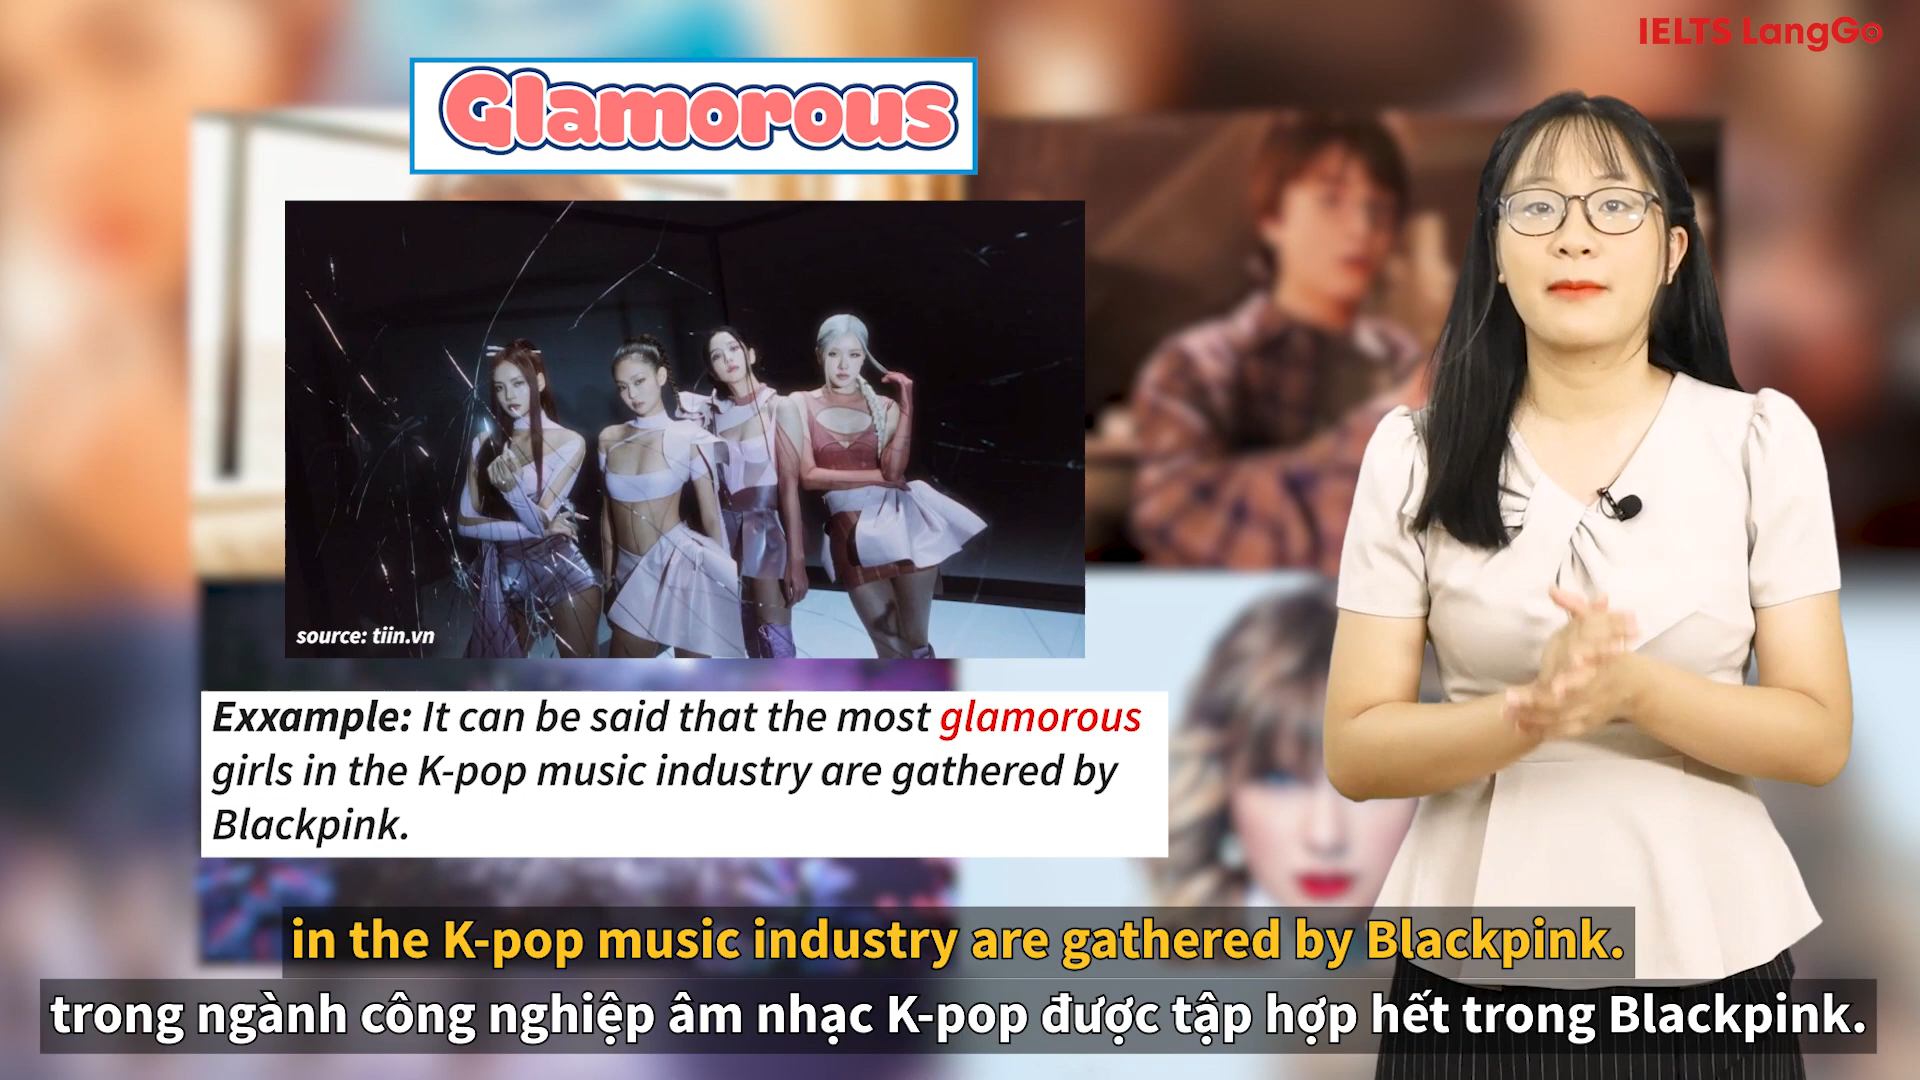 IELTS LangGo
Glamorous
source: tiin.vn
Exxample: It can be said that the most glamorous
girls in the K-pop music industry are gathered by
Blackpink.
in the K-pop music industry are gathered by Blackpink.
trong ngành công nghiệp âm nhạc K-pop được tập hợp hết trong Blackpink.